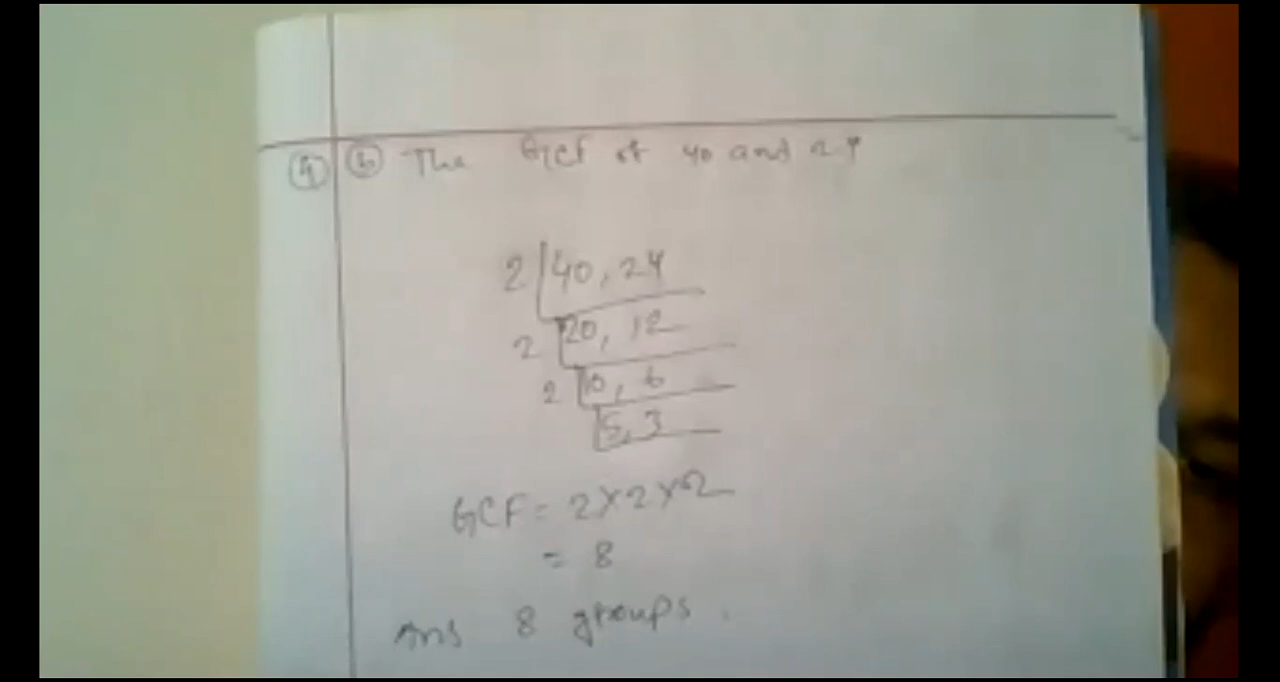 4 b The GCF of 40 and 24
2 40, 24
2 20, 12
2 10, 6
5, 3
GCF = 2×2×2
= 8
Ans 8 groups.